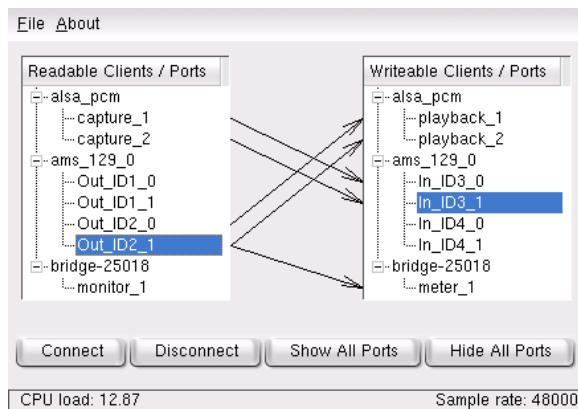 File About
Readable Clients / Ports
alsa_pcm
capture_1
capture_2
ams_129_0
Out_ID1_0
Out_ID1_1
Out_ID2_0
Out_ID2_1
bridge-25018
monitor_1
Writeable Clients / Ports
alsa_pcm
playback_1
playback_2
ams_129_0
In_ID3_0
In_ID3_1
In_ID4_0
In_ID4_1
bridge-25018
meter_1
Connect Disconnect Show All Ports Hide All Ports
CPU load: 12.87 Sample rate: 48000